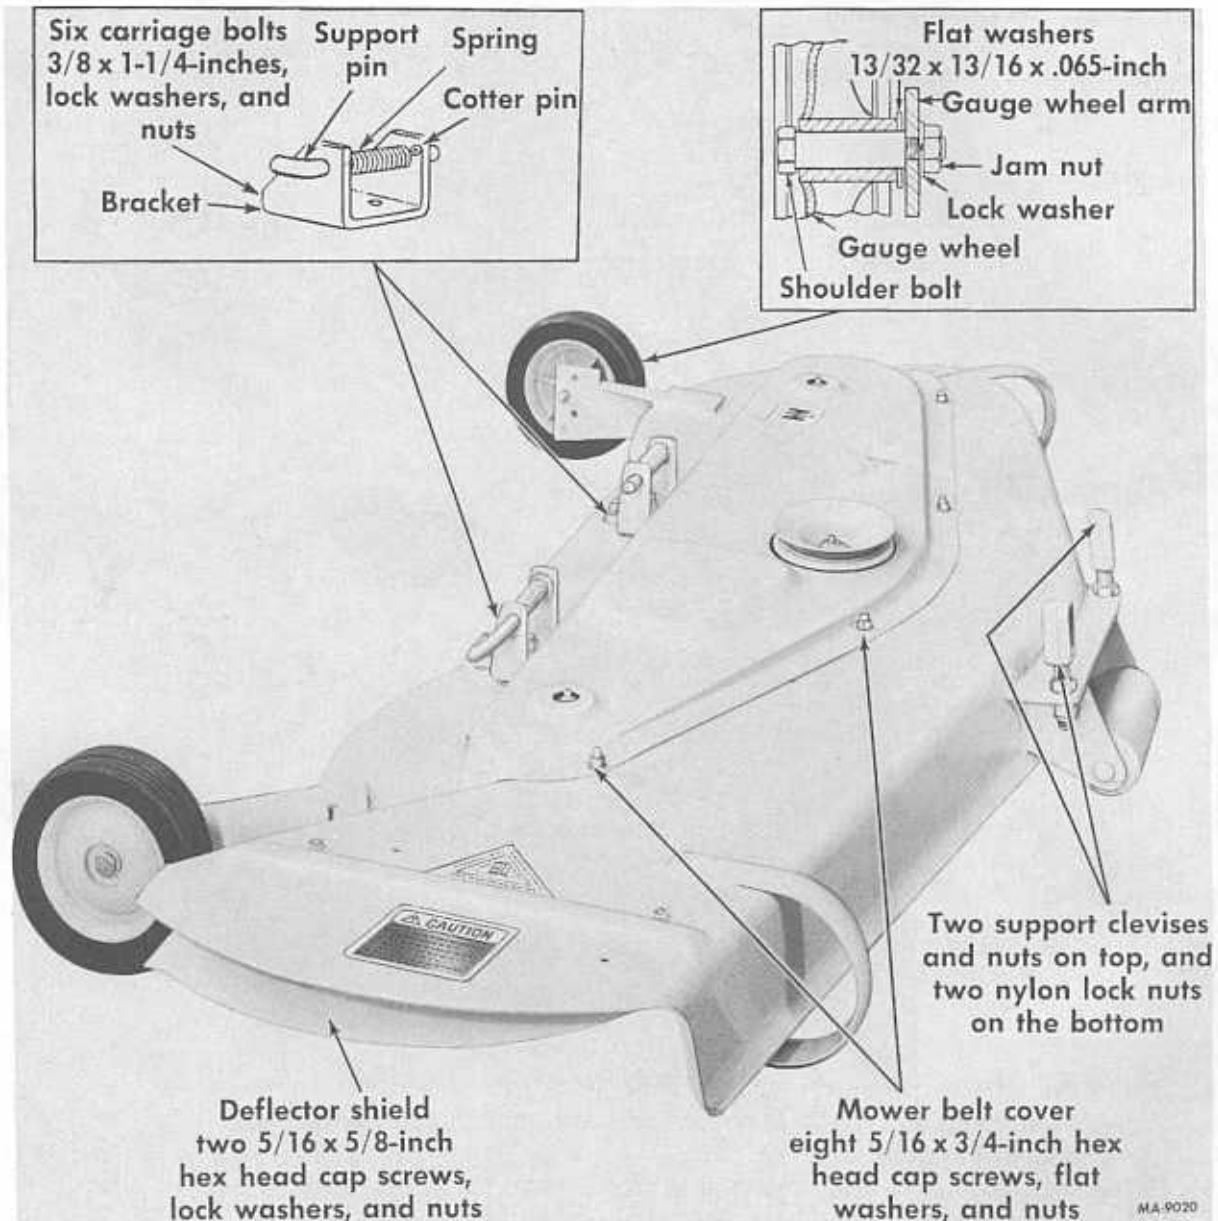 Six carriage bolts
3/8 x 1-1/4-inches,
lock washers, and
nuts
Support
pin
Spring
Cotter pin
Bracket
Flat washers
13/32 x 13/16 x .065-inch
Gauge wheel arm
Jam nut
Lock washer
Gauge wheel
Shoulder bolt
CAUTION
Two support clevises
and nuts on top, and
two nylon lock nuts
on the bottom
Deflector shield
two 5/16 x 5/8-inch
hex head cap screws,
lock washers, and nuts
Mower belt cover
eight 5/16 x 3/4-inch hex
head cap screws, flat
washers, and nuts
MA-9020